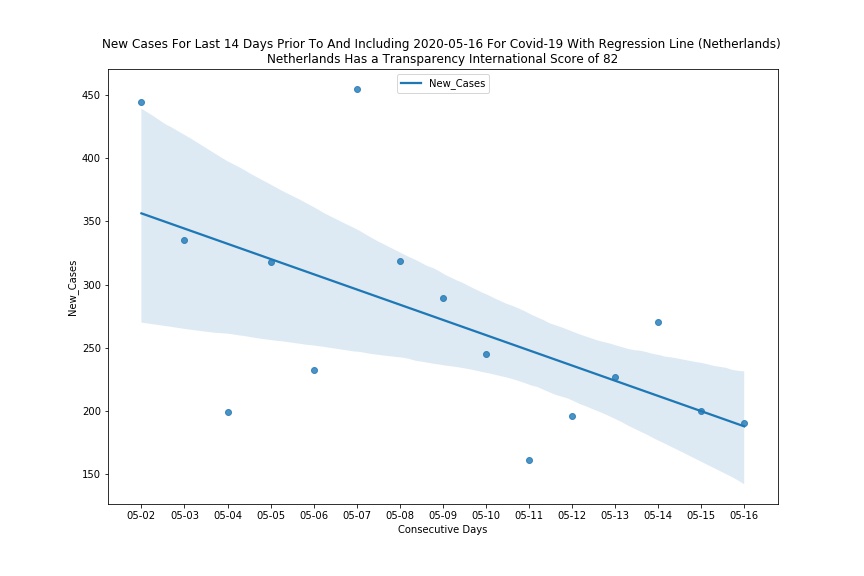 New Cases For Last 14 Days Prior To And Including 2020-05-16 For Covid-19 With Regression Line (Netherlands)
Netherlands Has a Transparency International Score of 82
New_Cases
450
400
350
300
250
200
150
New_Cases
05-02 05-03 05-04 05-05 05-06 05-07 05-08 05-09 05-10 05-11 05-12 05-13 05-14 05-15 05-16
Consecutive Days